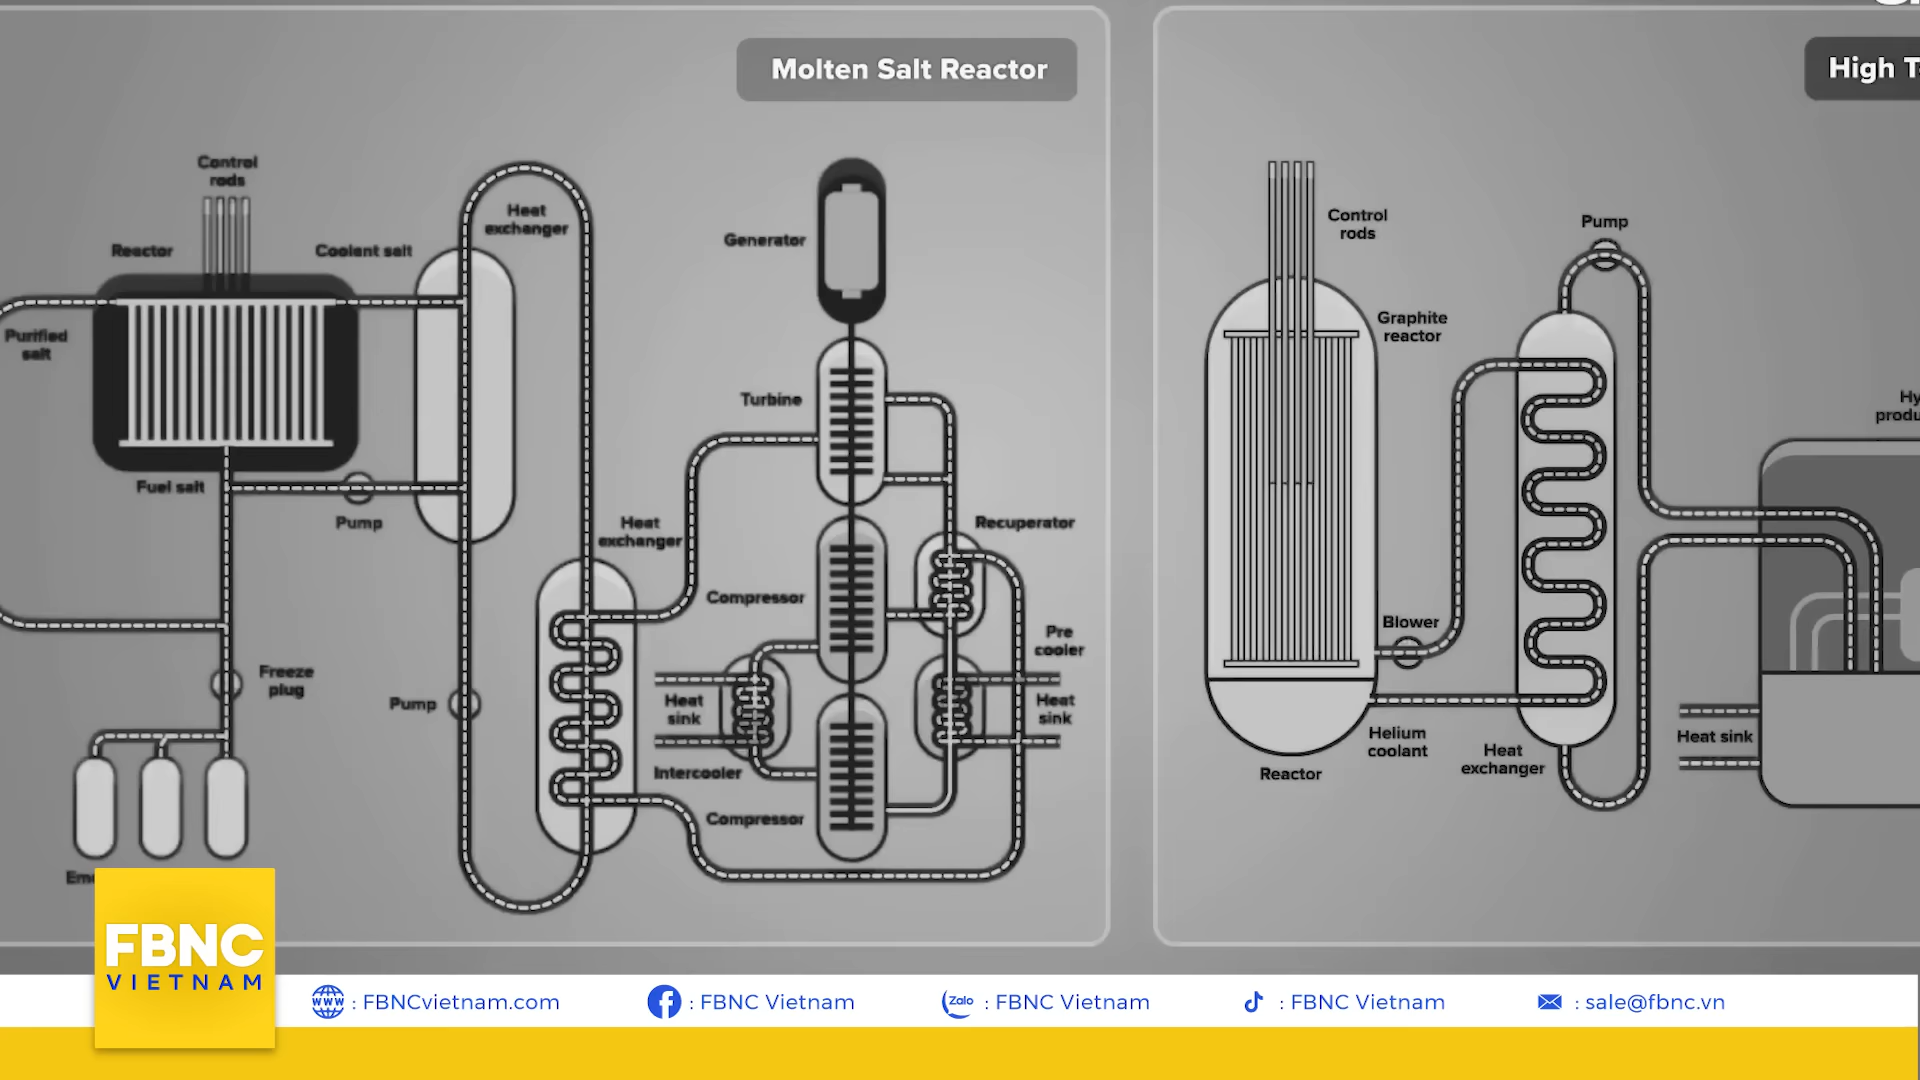 Molten Salt Reactor
Control
rods
Reactor
Coolant salt
Heat
exchanger
Generator
Purified
salt
Turbine
Fuel salt
Pump
Heat
exchanger
Recuperator
Compressor
Pre
cooler
Freeze
plug
Pump
Heat
sink
Heat
sink
Intercooler
Compressor
High
Control
rods
Pump
Graphite
reactor
Blower
Helium
coolant
Heat
exchanger
Reactor
Heat sink
FBNC
VIETNAM
www : FBNCvietnam.com
: FBNC Vietnam
Zalo : FBNC Vietnam
: FBNC Vietnam
: sale@fbnc.vn